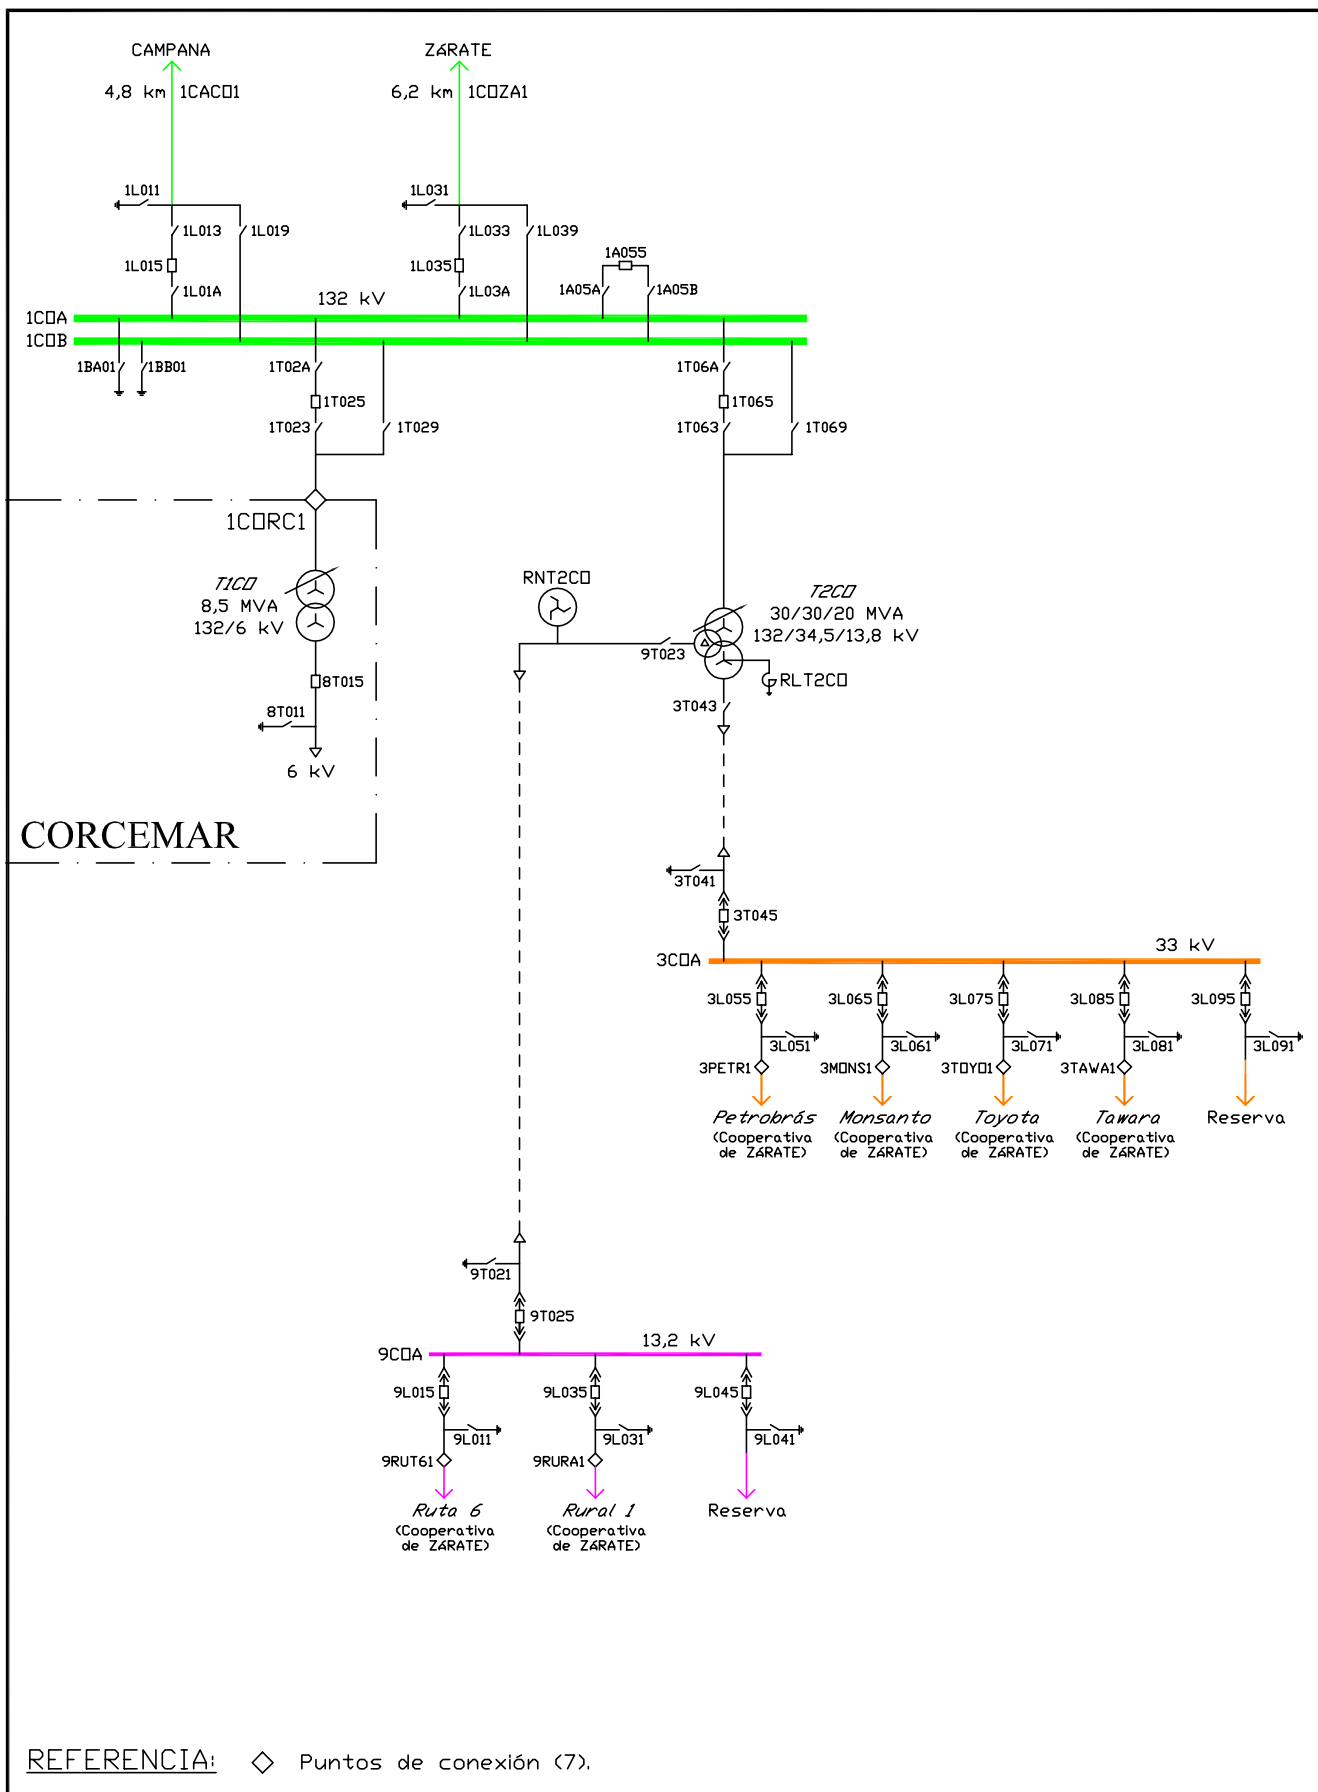 CAMPANA
ZÁRATE
4,8 km 1CACO1
6,2 km 1COZA1
1L011
1L031
1L013
1L019
1L033
1L039
1A055
1L015
1L035
1L01A
1L03A
1A05A
1A05B
132 kV
1COA
1COB
1BA01
1BB01
1T02A
1T06A
1T025
1T065
1T023
1T029
1T063
1T069
1CORC1
T1CO
8,5 MVA
132/6 kV
RNT2CO
T2CO
30/30/20 MVA
132/34,5/13,8 kV
9T023
RLT2CO
8T015
8T011
3T043
6 kV
CORCEMAR
3T041
3T045
33 kV
3COA
3L055
3L065
3L075
3L085
3L095
3L051
3L061
3L071
3L081
3L091
3PETR1
3MONS1
3TOYO1
3TAWA1
Petrobrás
(Cooperativa
de ZÁRATE)
Monsanto
(Cooperativa
de ZÁRATE)
Toyota
(Cooperativa
de ZÁRATE)
Tawara
(Cooperativa
de ZÁRATE)
Reserva
9T021
9T025
13,2 kV
9COA
9L015
9L035
9L045
9L011
9L031
9L041
9RUT61
9RURA1
Ruta 6
(Cooperativa
de ZÁRATE)
Rural 1
(Cooperativa
de ZÁRATE)
Reserva
REFERENCIA: Puntos de conexión (7).